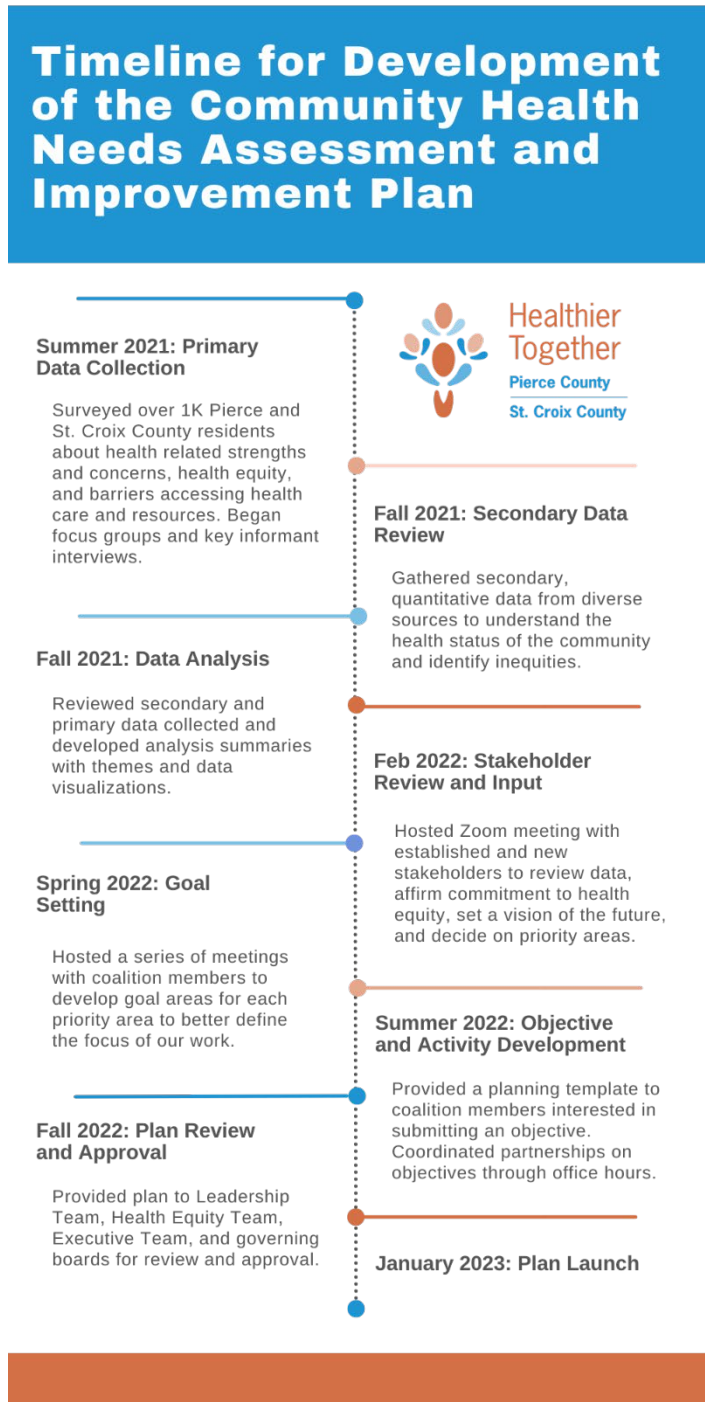 Timeline for Development
of the Community Health
Needs Assessment and
Improvement Plan
Healthier
Together
Pierce County
St. Croix County
Summer 2021: Primary
Data Collection
Surveyed over 1K Pierce and
St. Croix County residents
about health related strengths
and concerns, health equity,
and barriers accessing health
care and resources. Began
focus groups and key informant
interviews.
Fall 2021: Secondary Data
Review
Gathered secondary,
quantitative data from diverse
sources to understand the
health status of the community
and identify inequities.
Fall 2021: Data Analysis
Reviewed secondary and
primary data collected and
developed analysis summaries
with themes and data
visualizations.
Feb 2022: Stakeholder
Review and Input
Hosted Zoom meeting with
established and new
stakeholders to review data,
affirm commitment to health
equity, set a vision of the future,
and decide on priority areas.
Spring 2022: Goal
Setting
Hosted a series of meetings
with coalition members to
develop goal areas for each
priority area to better define
the focus of our work.
Summer 2022: Objective
and Activity Development
Provided a planning template to
coalition members interested in
submitting an objective.
Coordinated partnerships on
objectives through office hours.
Fall 2022: Plan Review
and Approval
Provided plan to Leadership
Team, Health Equity Team,
Executive Team, and governing
boards for review and approval.
January 2023: Plan Launch